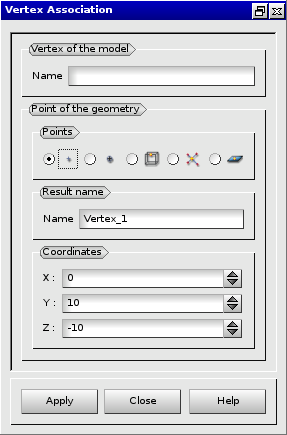 Vertex Association
Vertex of the model
Name
Point of the geometry
Points
Result name
Name Vertex_1
Coordinates
X : 0
Y : 10
Z : -10
Apply Close Help